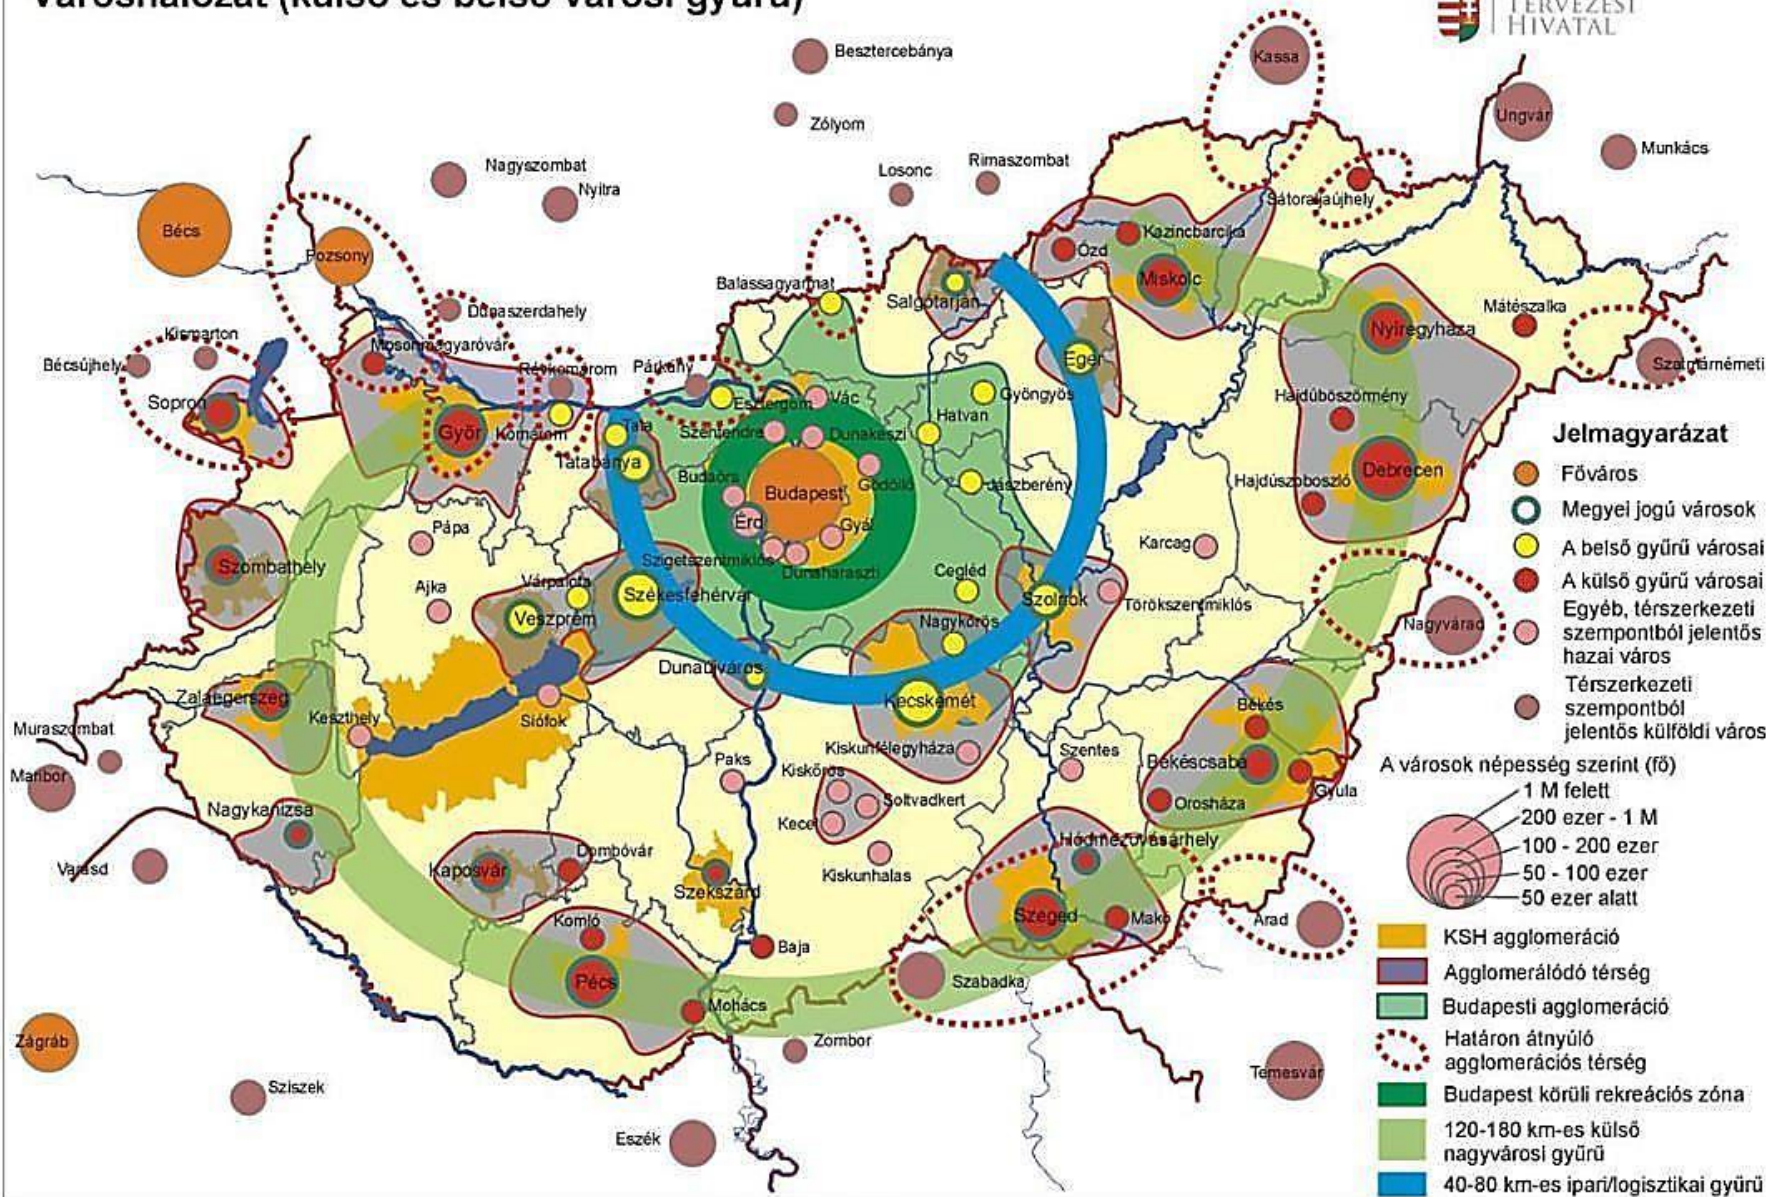 Városhálózat (külső és belső városi gyűrű)
TERVEZÉSI
HIVATAL
Besztercebánya
Kassa
Zólyom
Ungvár
Munkács
Nagyszombat
Nyitra
Losonc
Rimaszombat
Sátoraljaújhely
Bécs
Pozsony
Kazincbarcika
Ózd
Miskolc
Balassagyarmat
Salgótarján
Dunaszerdahely
Kismarton
Mosonmagyaróvár
Bécsújhely
Révkomárom
Párkány
Eger
Nyíregyháza
Mátészalka
Szatmárnémeti
Sopron
Győr
Komárom
Tata
Esztergom
Vác
Gyöngyös
Hatvan
Hajdúböszörmény
Szentendre
Dunakeszi
Tatabánya
Budaörs
Budapest
Gödöllő
Jászberény
Hajdúszoboszló
Debrecen
Pápa
Érd
Gyál
Karcag
Szombathely
Szigetszentmiklós
Dunaharaszti
Ajka
Várpalota
Székesfehérvár
Cegléd
Szolnok
Törökszentmiklós
Veszprém
Nagykőrös
Nagyvárad
Dunaújváros
Zalaegerszeg
Keszthely
Siófok
Kecskemét
Békés
Muraszombat
Maribor
Paks
Kiskunfélegyháza
Szentes
Békéscsaba
Gyula
Kiskőrös
Soltvadkert
Kecel
Orosháza
Nagykanizsa
Varasd
Kaposvár
Dombóvár
Szekszárd
Kiskunhalas
Hódmezővásárhely
Komló
Baja
Szeged
Makó
Arad
Pécs
Mohács
Szabadka
Zágráb
Zombor
Temesvár
Sziszek
Eszék
Jelmagyarázat
Főváros
Megyei jogú városok
A belső gyűrű városai
A külső gyűrű városai
Egyéb, térszerkezeti
szempontból jelentős
hazai város
Térszerkezeti
szempontból
jelentős külföldi város
A városok népesség szerint (fő)
1 M felett
200 ezer - 1 M
100 - 200 ezer
50 - 100 ezer
50 ezer alatt
KSH agglomeráció
Agglomerálódó térség
Budapesti agglomeráció
Határon átnyúló
agglomerációs térség
Budapest körüli rekreációs zóna
120-180 km-es külső
nagyvárosi gyűrű
40-80 km-es ipari/logisztikai gyűrű